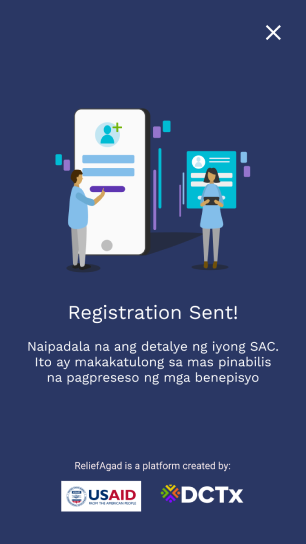 Registration Sent!
Naipadala na ang detalye ng iyong SAC.
Ito ay makakatulong sa mas pinabilis
na pagpreseso ng mga benepisyo
ReliefAgad is a platform created by:
USAID
FROM THE AMERICAN PEOPLE
DCTx